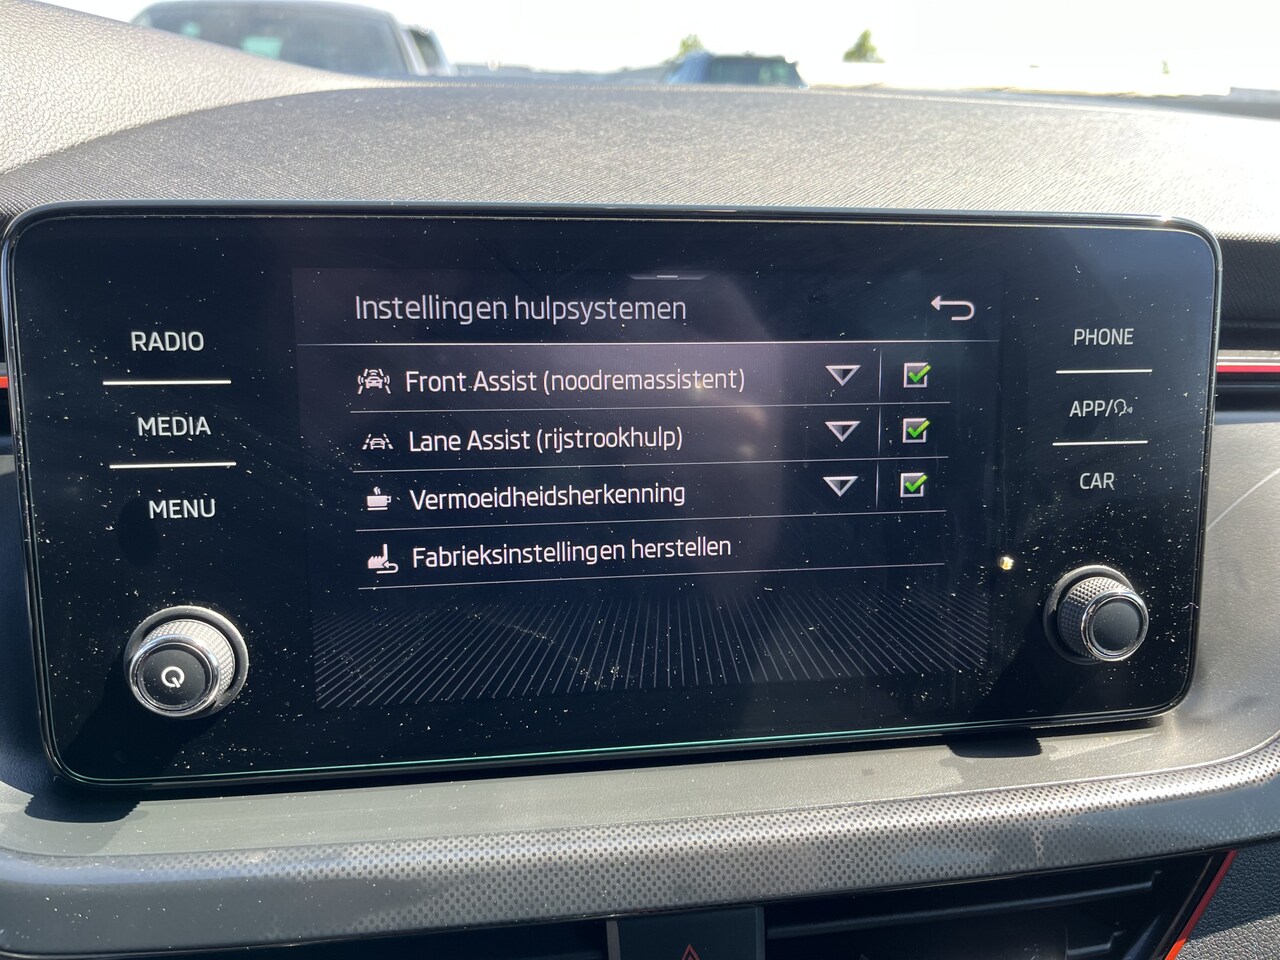 Instellingen hulpsystemen
RADIO
MEDIA
MENU
Front Assist (noodremassistent)
Lane Assist (rijstrookhulp)
Vermoeidheidsherkenning
Fabrieksinstellingen herstellen
PHONE
APP/
CAR